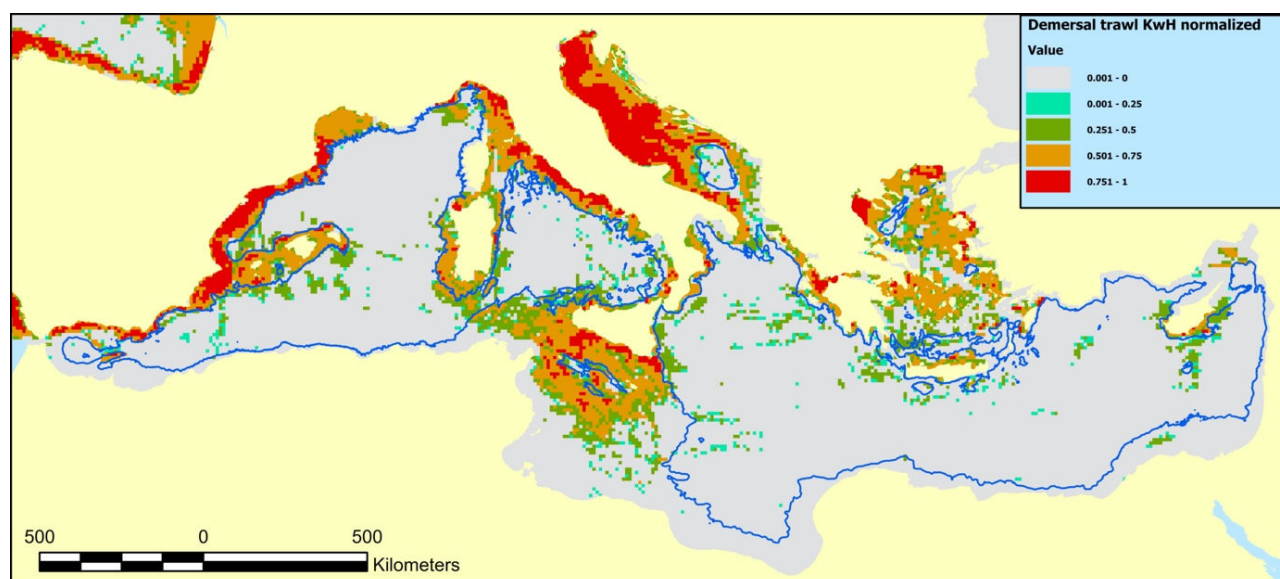 Demersal trawl KwH normalized
Value
0.001 - 0
0.001 - 0.25
0.251 - 0.5
0.501 - 0.75
0.751 - 1
500 0 500
Kilometers